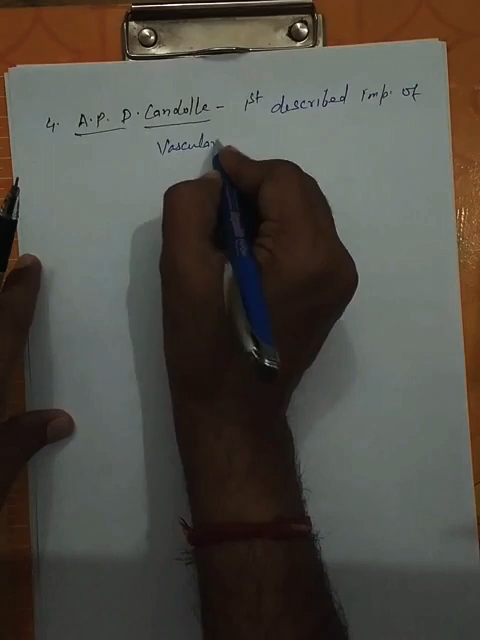 4. A.P. D. Candolle - 1st described Imp. of
Vascular